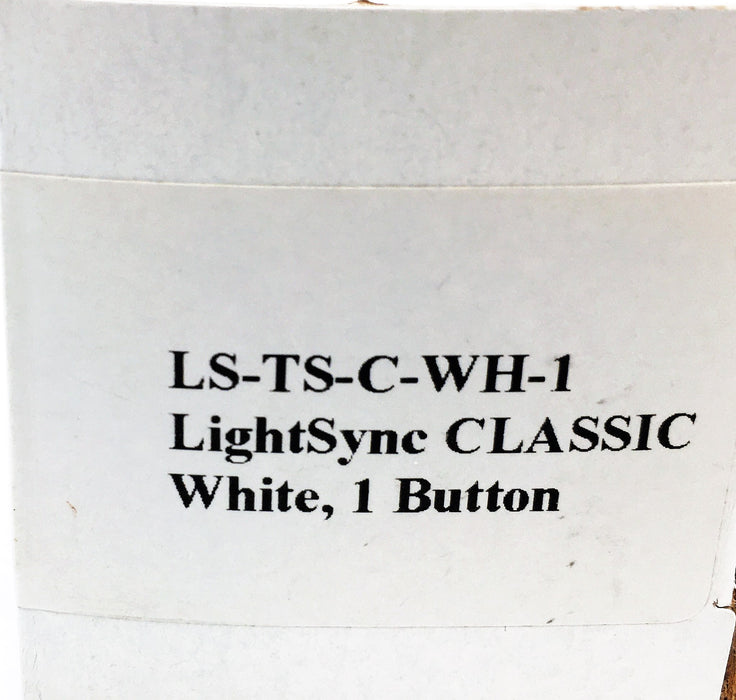 LS-TS-C-WH-1
LightSync CLASSIC
White, 1 Button